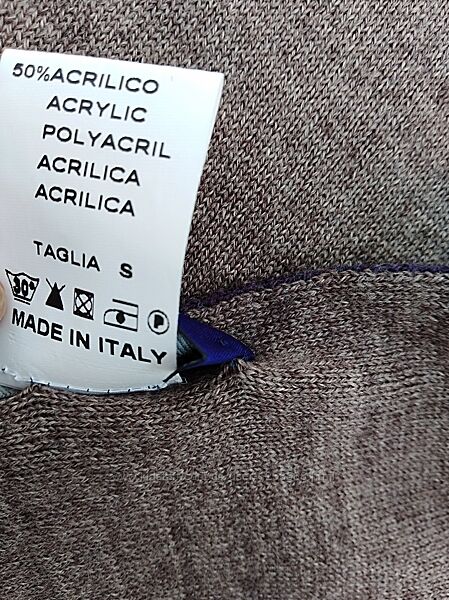 50%ACRILICO
ACRYLIC
POLYACRIL
ACRILICA
ACRILICA
TAGLIA S
30°
P
MADE IN ITALY